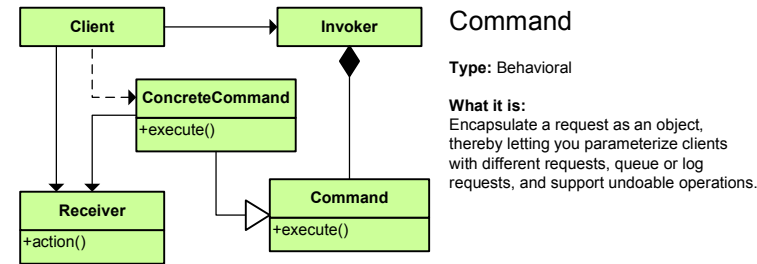 Client
Invoker
Command
Type: Behavioral
What it is:
Encapsulate a request as an object,
thereby letting you parameterize clients
with different requests, queue or log
requests, and support undoable operations.
ConcreteCommand
+execute()
Receiver
+action()
Command
+execute()